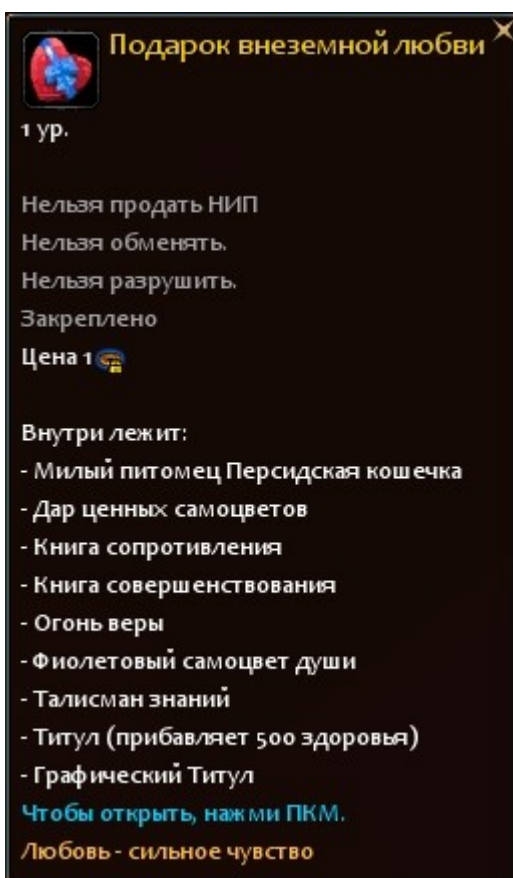 Подарок внеземной любви
1 ур.
Нельзя продать НИП
Нельзя обменять.
Нельзя разрушить.
Закреплено
Цена 1
Внутри лежит:
- Милый питомец Персидская кошечка
- Дар ценных самоцветов
- Книга сопротивления
- Книга совершенствования
- Огонь веры
- Фиолетовый самоцвет души
- Талисман знаний
- Титул (прибавляет 500 здоровья)
- Графический Титул
Чтобы открыть, нажми ПКМ.
Любовь - сильное чувство